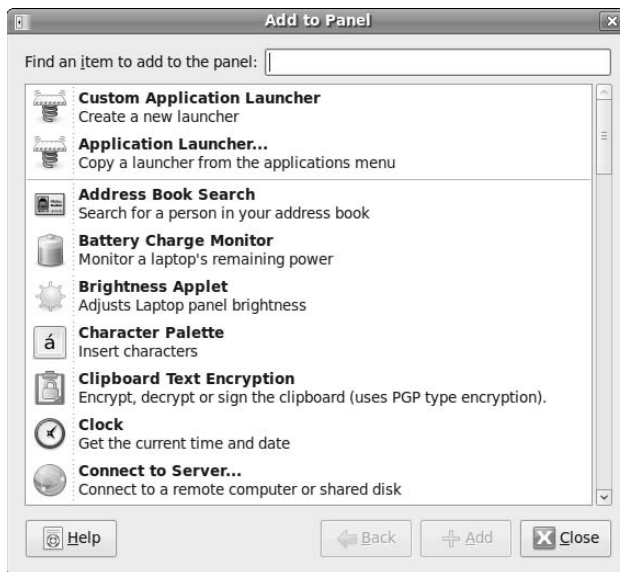 Add to Panel
Find an item to add to the panel:
Custom Application Launcher
Create a new launcher
Application Launcher...
Copy a launcher from the applications menu
Address Book Search
Search for a person in your address book
Battery Charge Monitor
Monitor a laptop's remaining power
Brightness Applet
Adjusts Laptop panel brightness
á
Character Palette
Insert characters
Clipboard Text Encryption
Encrypt, decrypt or sign the clipboard (uses PGP type encryption).
Clock
Get the current time and date
Connect to Server...
Connect to a remote computer or shared disk
Help Back Add Close